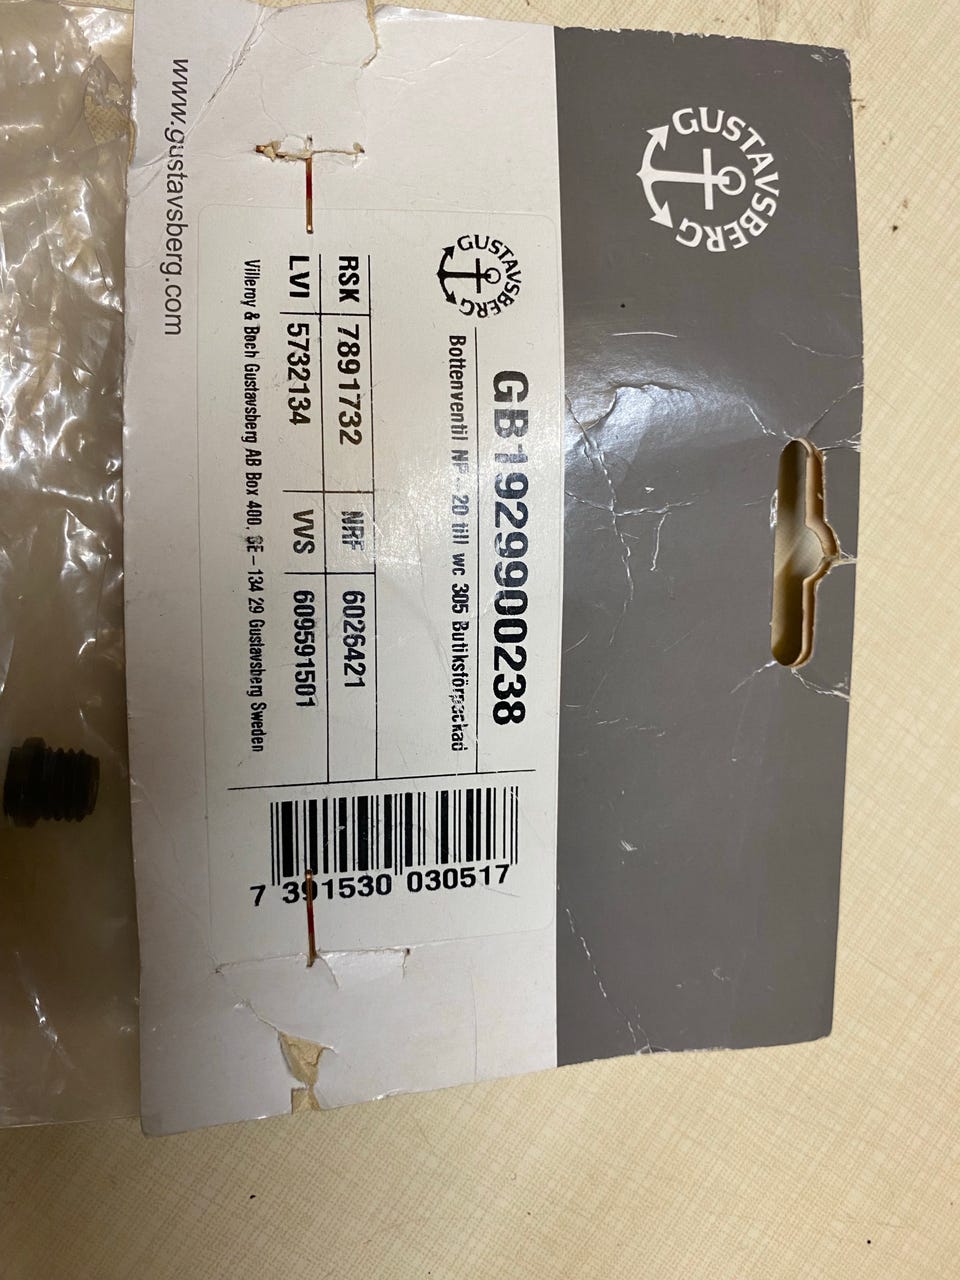 GUSTAVSBERG
GUSTAVSBERG
GB1929900238
Bottenventil NP - 20 till wc 305 Butiksförpackad
RSK 7891732 NRF 6026421
LVI 5732134 VVS 609591501
Villeroy & Boch Gustavsberg AB Box 400, SE - 134 29 Gustavsberg Sweden
7 391530 030517
www.gustavsberg.com